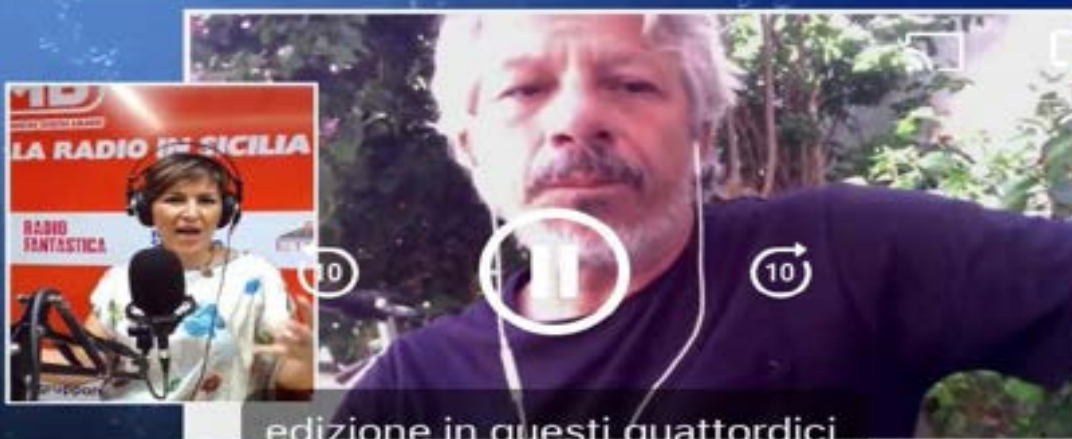 LA RADIO IN SICILIA
RADIO
FANTASTICA
10
10
edizione in questi quattordici